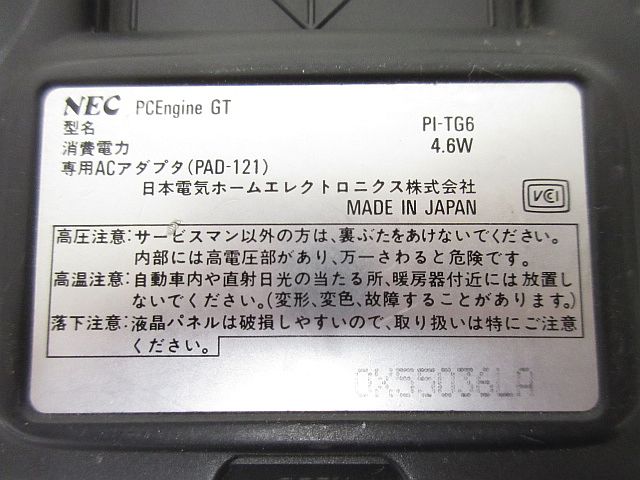 NEC PCEngine GT
型名 PI-TG6
消費電力 4.6W
専用ACアダプタ(PAD-121)
日本電気ホームエレクトロニクス株式会社
MADE IN JAPAN
VCI
高圧注意:サービスマン以外の方は、裏ぶたをあけないでください。
内部には高電圧部があり、万一さわると危険です。
高温注意:自動車内や直射日光の当たる所、暖房器付近には放置し
ないでください。(変形、変色、故障することがあります。)
落下注意:液晶パネルは破損しやすいので、取り扱いは特にご注意
ください。
0X55036LA